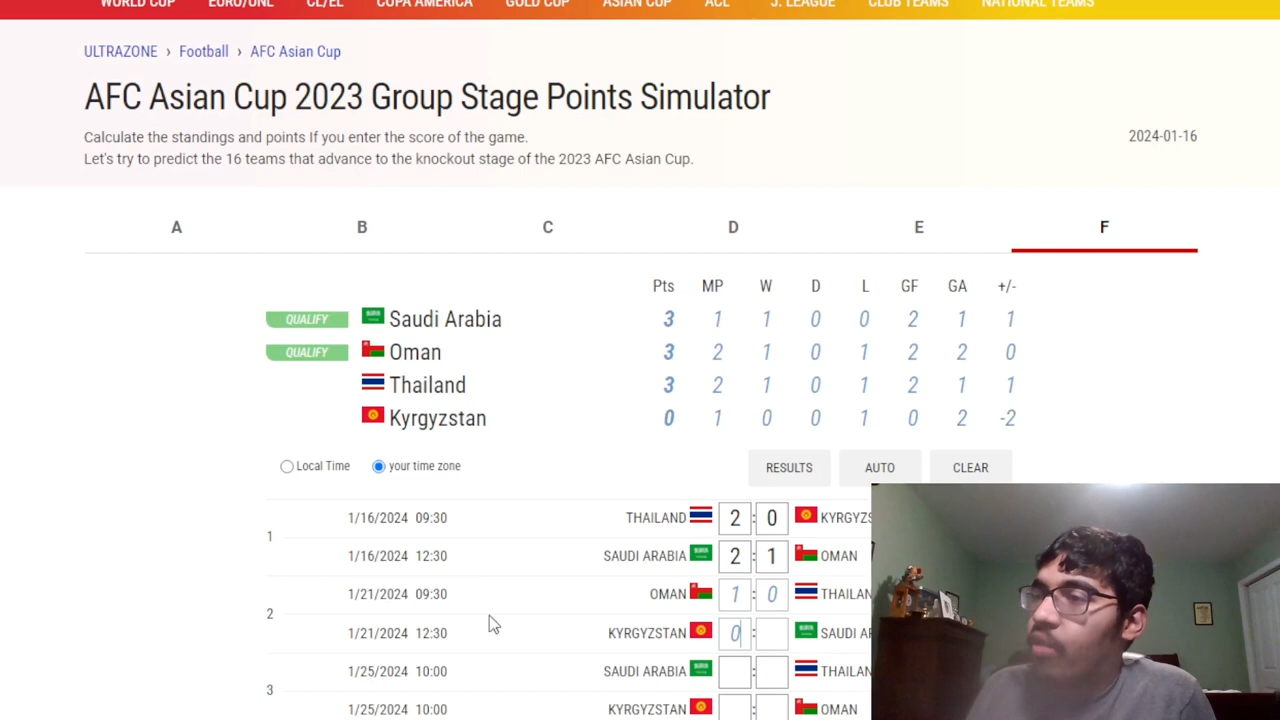 WORLD CUP EURO/UNL CL/EL COPA AMERICA GOLD CUP ASIAN CUP ACL J. LEAGUE CLUB TEAMS NATIONAL TEAMS
ULTRAZONE › Football › AFC Asian Cup
AFC Asian Cup 2023 Group Stage Points Simulator
Calculate the standings and points If you enter the score of the game.
2024-01-16
Let's try to predict the 16 teams that advance to the knockout stage of the 2023 AFC Asian Cup.
A B C D E F
Pts MP W D L GF GA +/-
QUALIFY Saudi Arabia 3 1 1 0 0 2 1 1
QUALIFY Oman 3 2 1 0 1 2 2 0
Thailand 3 2 1 0 1 2 1 1
Kyrgyzstan 0 1 0 0 1 0 2 -2
Local Time your time zone RESULTS AUTO CLEAR
1/16/2024 09:30 THAILAND 2 : 0 KYRGYZS
1
1/16/2024 12:30 SAUDI ARABIA 2 : 1 OMAN
1/21/2024 09:30 OMAN 1 : 0 THAILAN
2
1/21/2024 12:30 KYRGYZSTAN 0 : SAUDI AR
1/25/2024 10:00 SAUDI ARABIA : THAILAN
3
1/25/2024 10:00 KYRGYZSTAN : OMAN